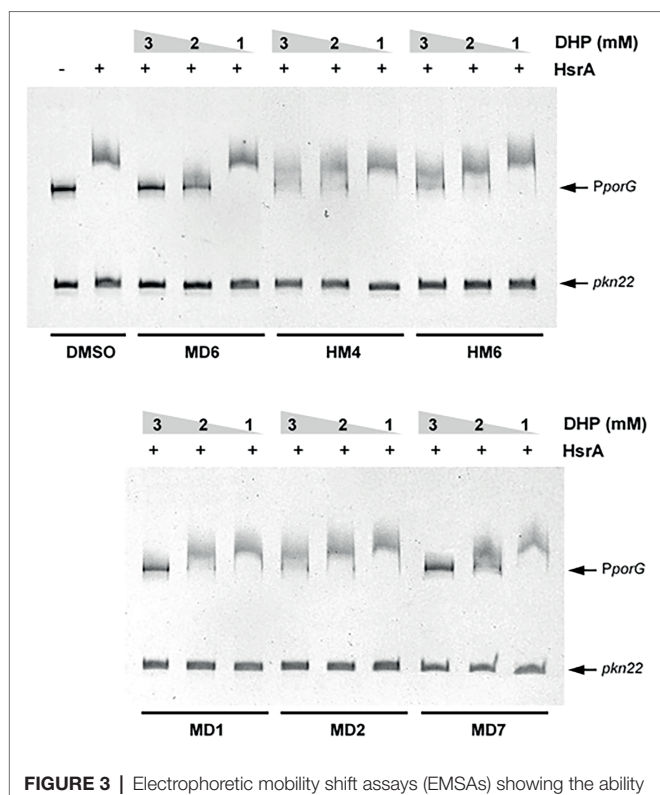 3 2 1 3 2 1 3 2 1 DHP (mM)
- + + + + + + + + + + HsrA
PporG
pkn22
DMSO MD6 HM4 HM6
3 2 1 3 2 1 3 2 1 DHP (mM)
+ + + + + + + + + HsrA
PporG
pkn22
MD1 MD2 MD7
FIGURE 3 | Electrophoretic mobility shift assays (EMSAs) showing the ability